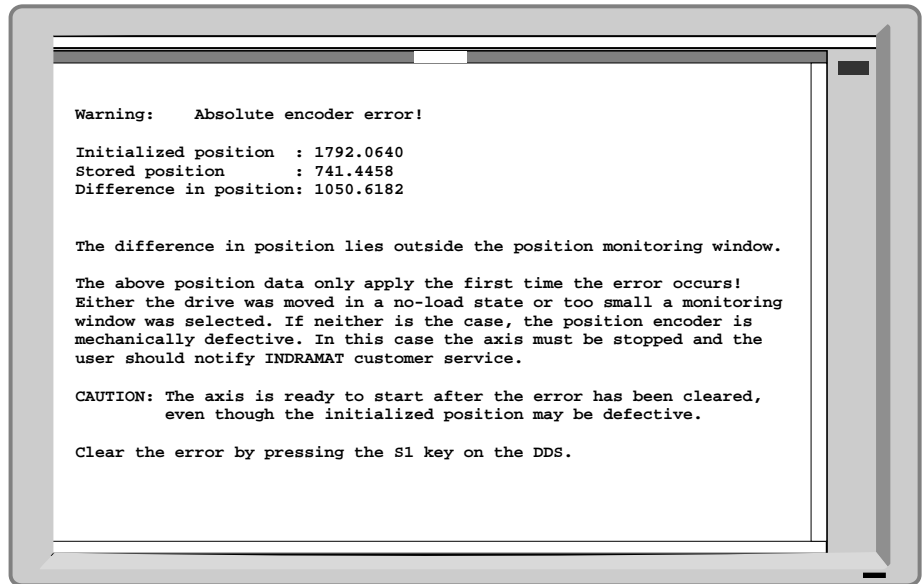 Warning: Absolute encoder error!
Initialized position : 1792.0640
Stored position : 741.4458
Difference in position: 1050.6182
The difference in position lies outside the position monitoring window.
The above position data only apply the first time the error occurs!
Either the drive was moved in a no-load state or too small a monitoring
window was selected. If neither is the case, the position encoder is
mechanically defective. In this case the axis must be stopped and the
user should notify INDRAMAT customer service.
CAUTION: The axis is ready to start after the error has been cleared,
even though the initialized position may be defective.
Clear the error by pressing the S1 key on the DDS.